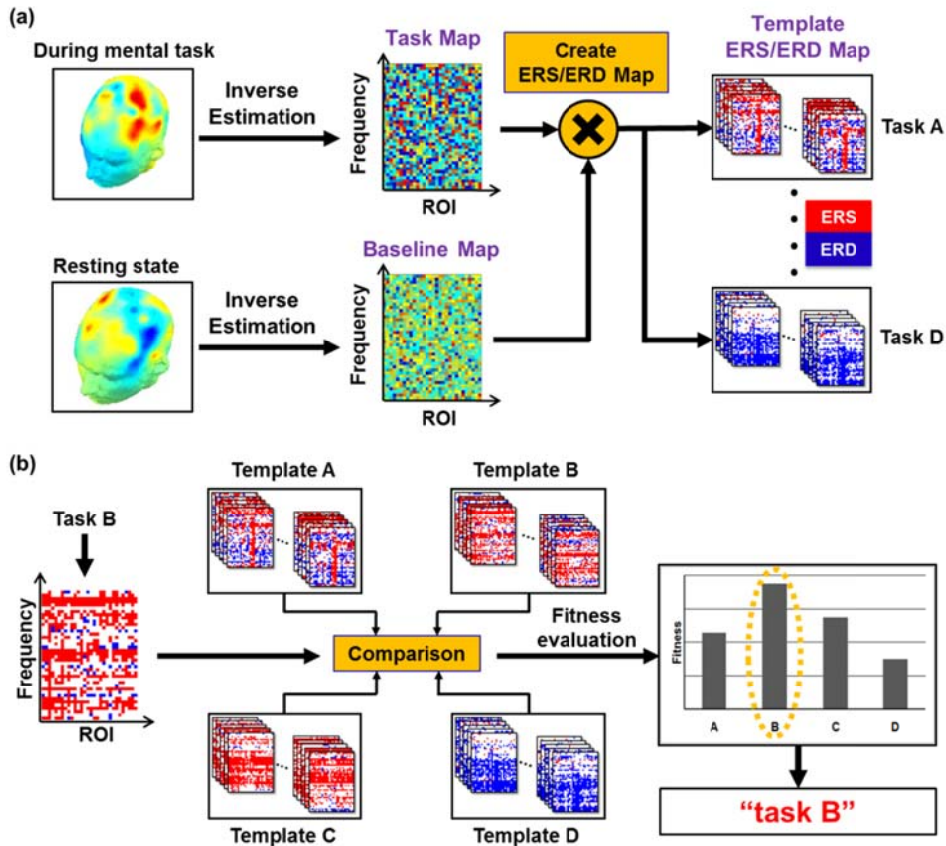 (a)
During mental task
Inverse
Estimation
Task Map
Frequency
ROI
Create
ERS/ERD Map
Template
ERS/ERD Map
Task A
ERS
ERD
Resting state
Inverse
Estimation
Baseline Map
Frequency
ROI
Task D
(b)
Task B
Frequency
ROI
Template A
Template B
Comparison
Template C
Template D
Fitness
evaluation
Fitness
A B C D
“task B”